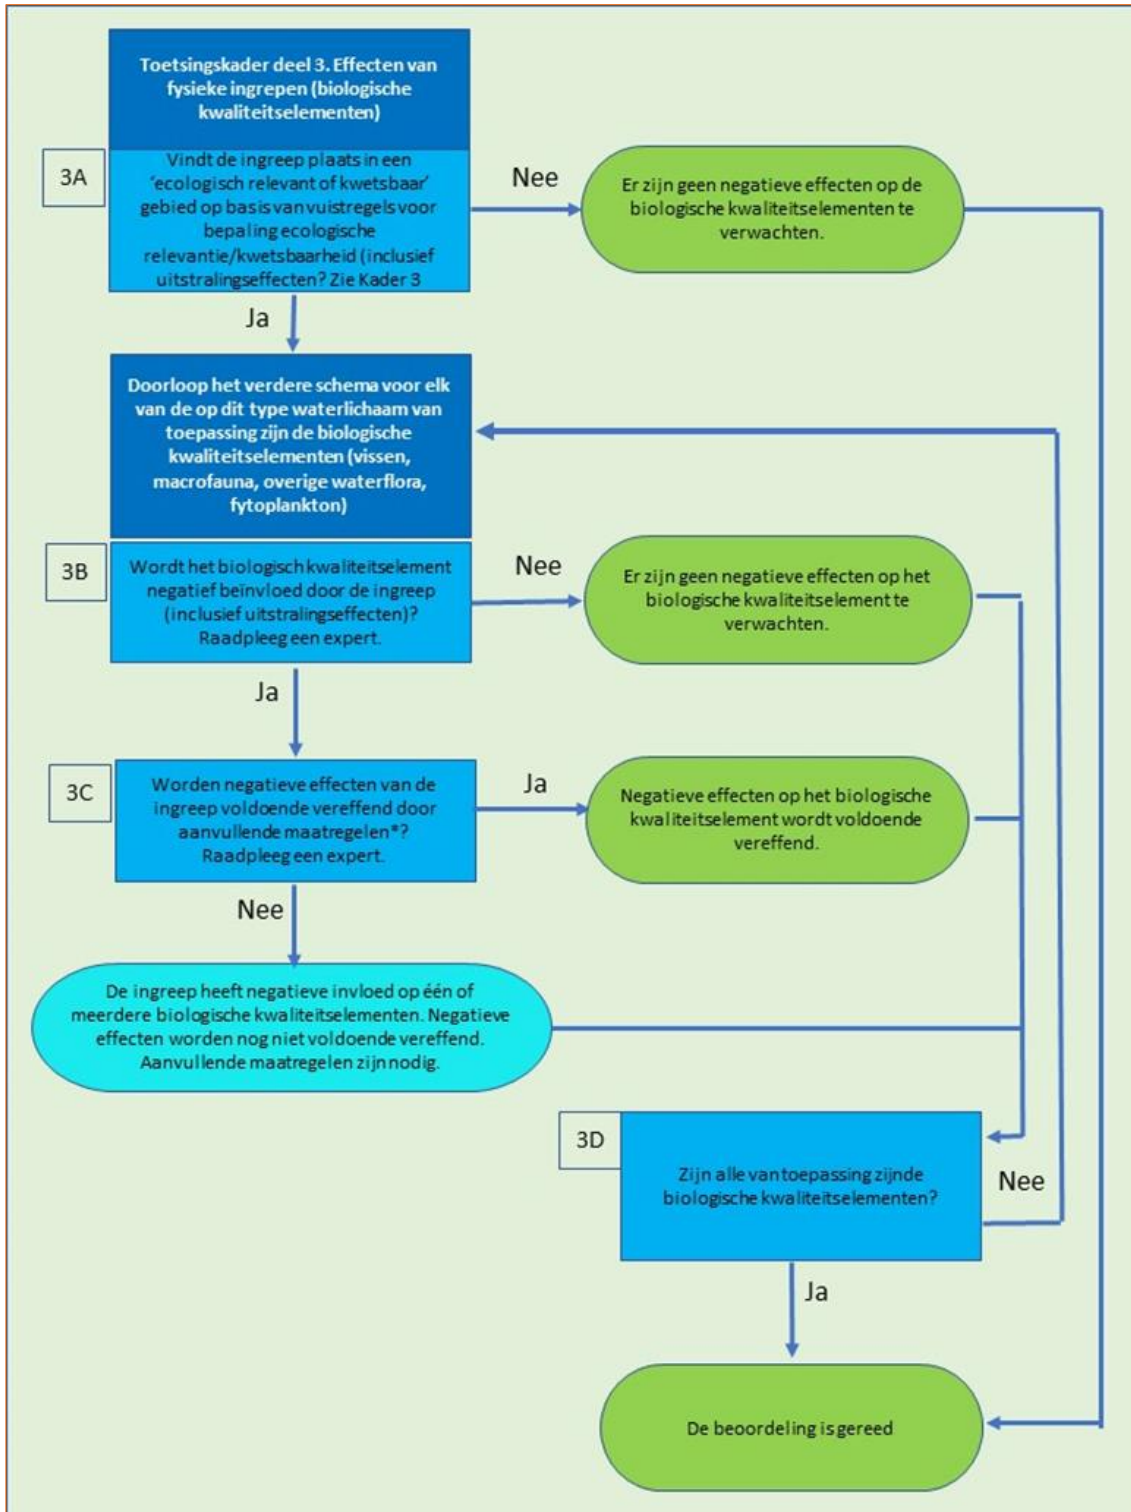 Toetsingskader deel 3. Effecten van
fysieke ingrepen (biologische
kwaliteitselementen)
3A
Vindt de ingreep plaats in een
‘ecologisch relevant of kwetsbaar’
gebied op basis van vuistregels voor
bepaling ecologische
relevantie/kwetsbaarheid (inclusief
uitstralingseffecten? Zie Kader 3
Nee
Er zijn geen negatieve effecten op de
biologische kwaliteitselementen te
verwachten.
Ja
Doorloop het verdere schema voor elk
van de op dit type waterlichaam van
toepassing zijn de biologische
kwaliteitselementen (vissen,
macrofauna, overige waterflora,
fytoplankton)
3B
Wordt het biologisch kwaliteitselement
negatief beïnvloed door de ingreep
(inclusief uitstralingseffecten)?
Raadpleeg een expert.
Nee
Er zijn geen negatieve effecten op het
biologische kwaliteitselement te
verwachten.
Ja
3C
Worden negatieve effecten van de
ingreep voldoende vereffend door
aanvullende maatregelen*?
Raadpleeg een expert.
Ja
Negatieve effecten op het biologische
kwaliteitselement wordt voldoende
vereffend.
Nee
De ingreep heeft negatieve invloed op één of
meerdere biologische kwaliteitselementen. Negatieve
effecten worden nog niet voldoende vereffend.
Aanvullende maatregelen zijn nodig.
3D
Zijn alle van toepassing zijnde
biologische kwaliteitselementen?
Nee
Ja
De beoordeling is gereed